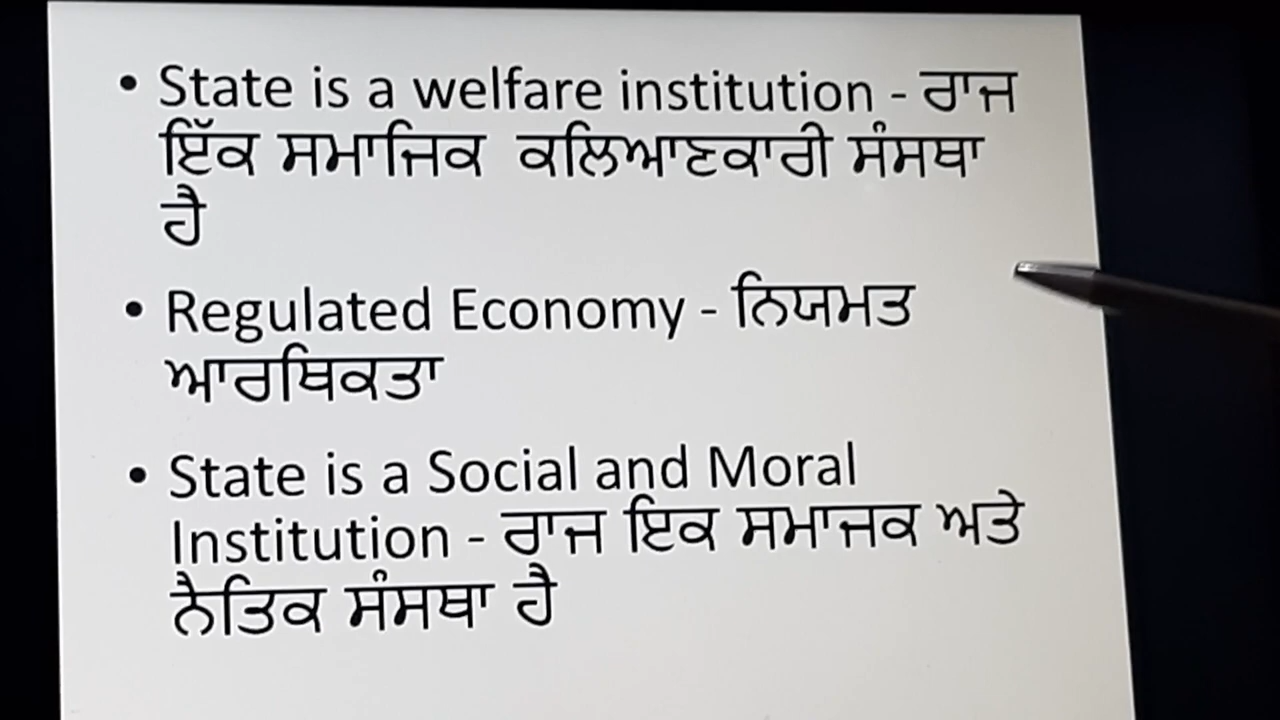 • State is a welfare institution - ਰਾਜ
ਇੱਕ ਸਮਾਜਿਕ ਕਲਿਆਣਕਾਰੀ ਸੰਸਥਾ
ਹੈ
• Regulated Economy - ਨਿਯਮਤ
ਆਰਥਿਕਤਾ
• State is a Social and Moral
Institution - ਰਾਜ ਇਕ ਸਮਾਜਕ ਅਤੇ
ਨੈਤਿਕ ਸੰਸਥਾ ਹੈ